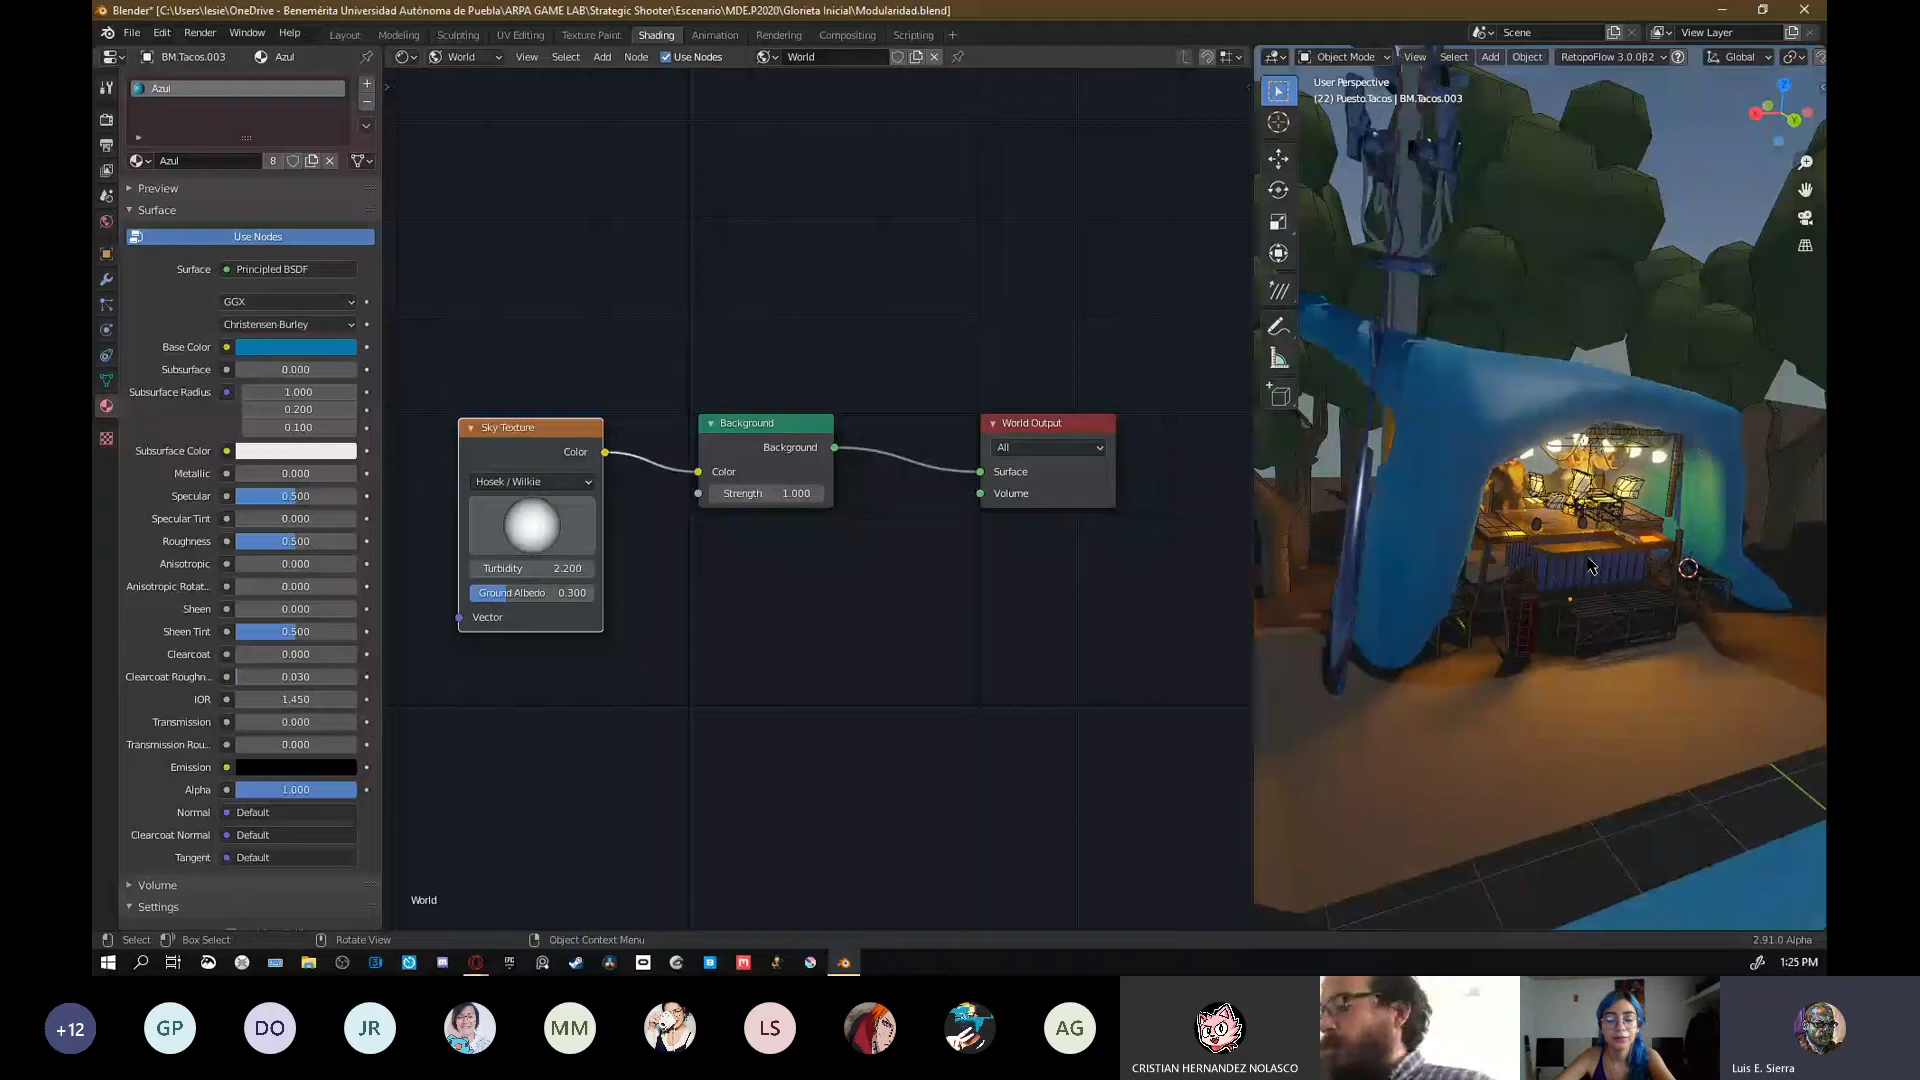 Blender* [C:\Users\lesie\OneDrive - Benemérita Universidad Autónoma de Puebla\ARPA GAME LAB\Strategic Shooter\Escenario\MDE.P2020\Glorieta Inicial\Modularidad.blend]
File Edit Render Window Help Layout Modeling Sculpting UV Editing Texture Paint Shading Animation Rendering Compositing Scripting Scene View Layer
BM.Tacos.003 Azul World View Select Add Node Use Nodes World Object Mode View Select Add Object RetopoFlow 3.0.0β2 Global
Azul
User Perspective
(22) Puesto.Tacos | BM.Tacos.003
Azul 8
Preview
Surface
Use Nodes
Surface Principled BSDF
GGX
Christensen-Burley
Base Color
Subsurface 0.000
Subsurface Radius 1.000
0.200
0.100
Subsurface Color
Metallic 0.000
Specular 0.500
Specular Tint 0.000
Roughness 0.500
Anisotropic 0.000
Anisotropic Rotat... 0.000
Sheen 0.000
Sheen Tint 0.500
Clearcoat 0.000
Clearcoat Roughn... 0.030
IOR 1.450
Transmission 0.000
Transmission Rou... 0.000
Emission
Alpha 1.000
Normal Default
Clearcoat Normal Default
Tangent Default
Volume
Settings
Sky Texture
Color
Hosek / Wilkie
Turbidity 2.200
Ground Albedo 0.300
Vector
Background
Background
Color
Strength 1.000
World Output
All
Surface
Volume
World
Select Box Select Rotate View Object Context Menu 2.91.0 Alpha
1:25 PM
+12 GP DO JR MM LS AG
CRISTIAN HERNANDEZ NOLASCO
Luis E. Sierra